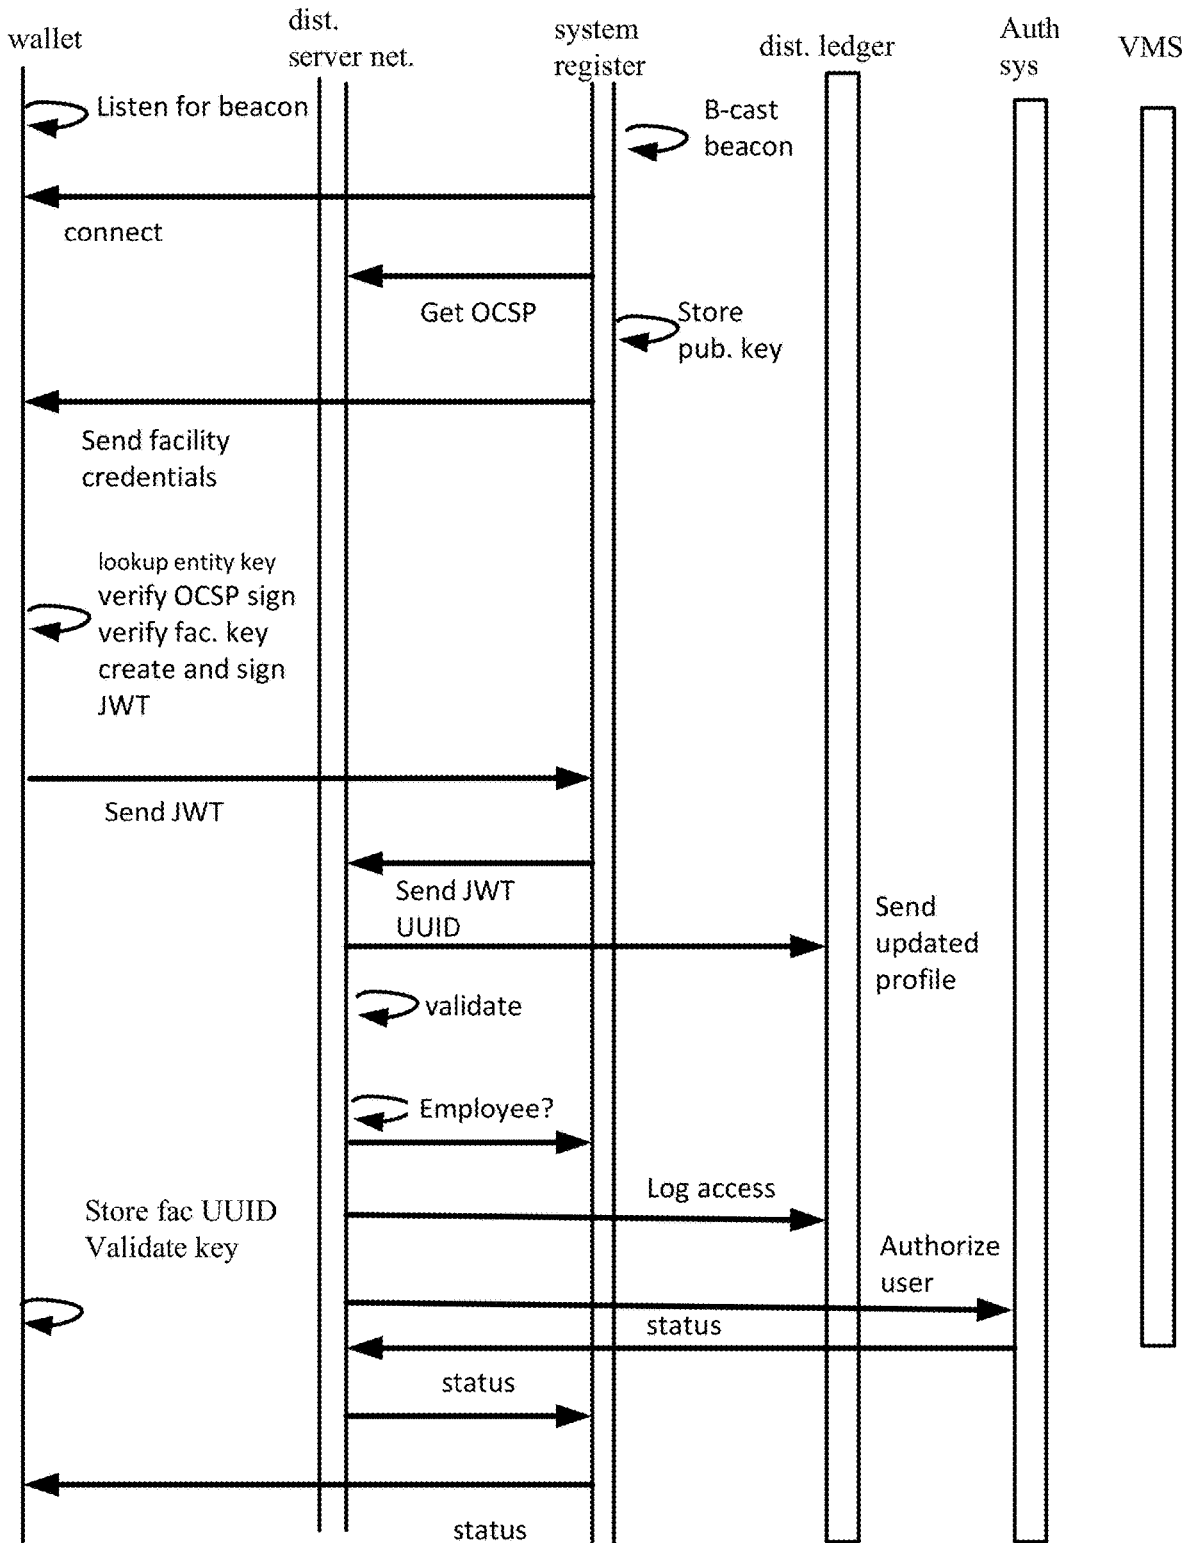 wallet
dist.
server net.
system
register
dist. ledger
Auth
sys
VMS
Listen for beacon
B-cast
beacon
connect
Get OCSP
Store
pub. key
Send facility
credentials
lookup entity key
verify OCSP sign
verify fac. key
create and sign
JWT
Send JWT
Send JWT
UUID
Send
updated
profile
validate
Employee?
Log access
Store fac UUID
Validate key
Authorize
user
status
status
status